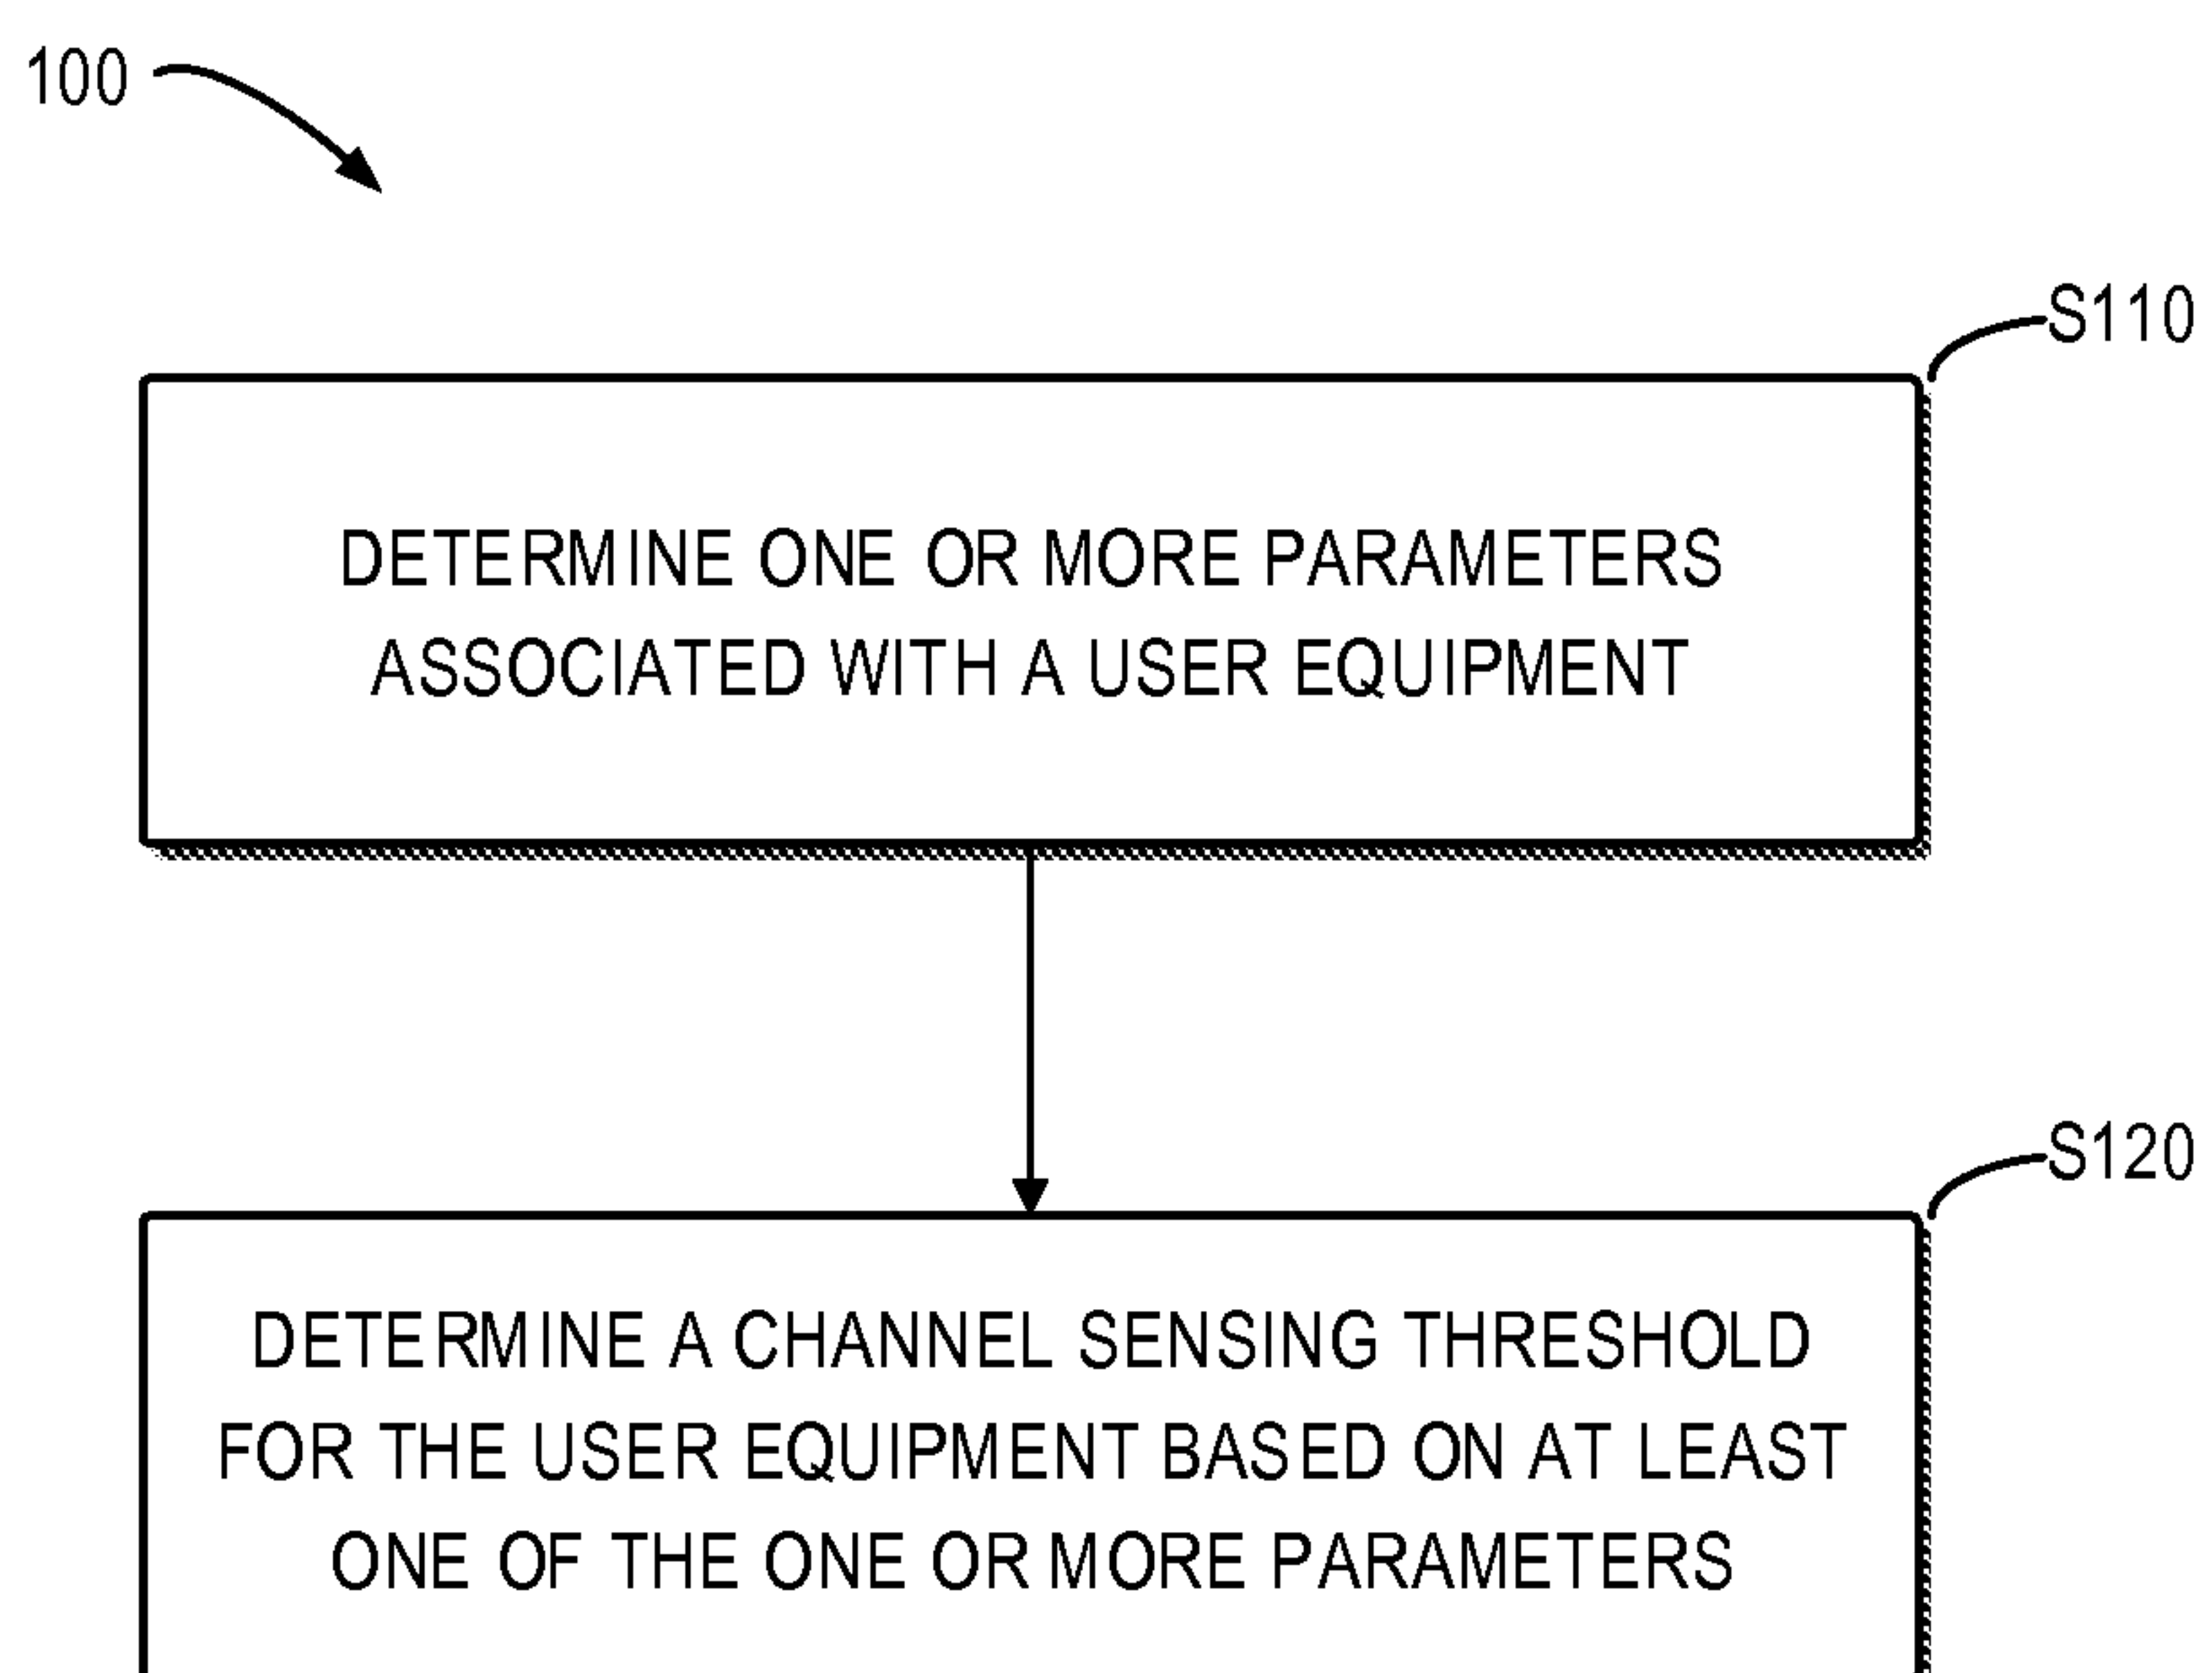 100
S110
DETERMINE ONE OR MORE PARAMETERS
ASSOCIATED WITH A USER EQUIPMENT
S120
DETERMINE A CHANNEL SENSING THRESHOLD
FOR THE USER EQUIPMENT BASED ON AT LEAST
ONE OF THE ONE OR MORE PARAMETERS